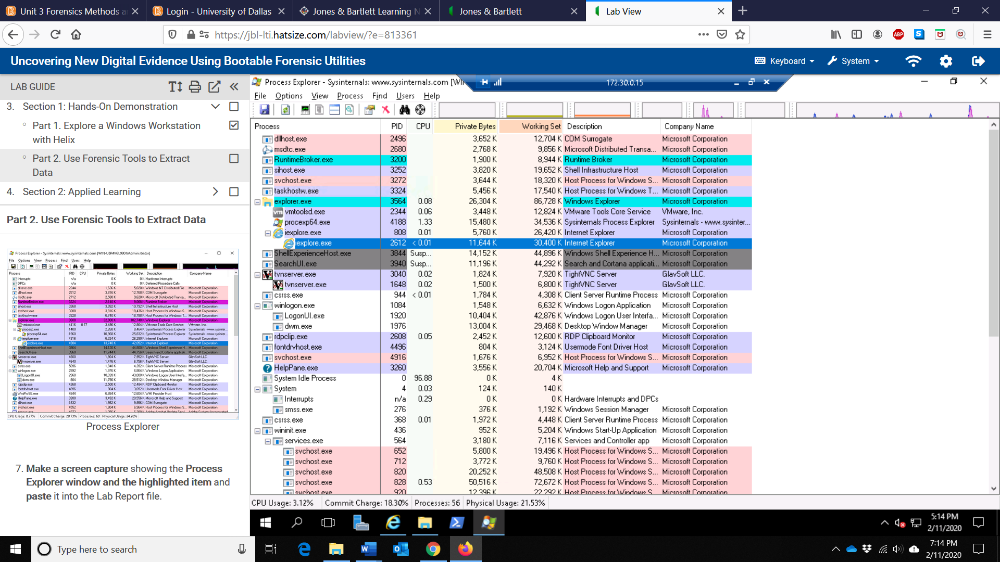 Unit 3 Forensics Methods a
Login - University of Dallas
Jones & Bartlett Learning N
Jones & Bartlett
Lab View
https://jbl-lti.hatsize.com/labview/?e=813361
Uncovering New Digital Evidence Using Bootable Forensic Utilities
Keyboard
System
LAB GUIDE
3. Section 1: Hands-On Demonstration
Part 1. Explore a Windows Workstation
with Helix
Part 2. Use Forensic Tools to Extract
Data
4. Section 2: Applied Learning
Part 2. Use Forensic Tools to Extract Data
Process Explorer
7. Make a screen capture showing the Process
Explorer window and the highlighted item and
paste it into the Lab Report file.
Process Explorer - Sysinternals: www.sysinternals.com [WI
172.30.0.15
File Options View Process Find Users Help
Process PID CPU Private Bytes Working Set Description Company Name
dllhost.exe 2496 3,652 K 12,704 K COM Surrogate Microsoft Corporation
msdtc.exe 2680 2,768 K 9,856 K Microsoft Distributed Transa... Microsoft Corporation
RuntimeBroker.exe 3200 1,900 K 8,944 K Runtime Broker Microsoft Corporation
sihost.exe 3252 3,820 K 19,652 K Shell Infrastructure Host Microsoft Corporation
svchost.exe 3272 3,644 K 18,320 K Host Process for Windows S... Microsoft Corporation
taskhostw.exe 3324 5,456 K 17,540 K Host Process for Windows T... Microsoft Corporation
explorer.exe 3564 0.08 26,304 K 86,728 K Windows Explorer Microsoft Corporation
vmtoolsd.exe 2344 0.06 3,448 K 12,824 K VMware Tools Core Service VMware, Inc.
procexp64.exe 4188 1.33 15,480 K 34,536 K Sysinternals Process Explorer Sysinternals - www.sysinter...
iexplore.exe 808 0.01 5,760 K 26,420 K Internet Explorer Microsoft Corporation
iexplore.exe 2612 < 0.01 11,644 K 30,400 K Internet Explorer Microsoft Corporation
ShellExperienceHost.exe 3844 Susp... 14,152 K 44,896 K Windows Shell Experience H... Microsoft Corporation
SearchUI.exe 3940 Susp... 11,196 K 44,292 K Search and Cortana applicati... Microsoft Corporation
tvnserver.exe 3040 0.02 1,824 K 7,920 K TightVNC Server GlavSoft LLC.
tvnserver.exe 1648 0.02 1,500 K 6,800 K TightVNC Server GlavSoft LLC.
csrss.exe 944 < 0.01 1,784 K 4,308 K Client Server Runtime Process Microsoft Corporation
winlogon.exe 1084 1,548 K 6,632 K Windows Logon Application Microsoft Corporation
LogonUI.exe 1920 10,404 K 42,876 K Windows Logon User Interfa... Microsoft Corporation
dwm.exe 1976 13,004 K 29,468 K Desktop Window Manager Microsoft Corporation
rdpclip.exe 2608 0.05 2,452 K 12,600 K RDP Clipboard Monitor Microsoft Corporation
fontdrvhost.exe 4496 804 K 3,124 K Usermode Font Driver Host Microsoft Corporation
svchost.exe 4916 1,676 K 6,952 K Host Process for Windows S... Microsoft Corporation
HelpPane.exe 3260 3,556 K 20,704 K Microsoft Help and Support Microsoft Corporation
System Idle Process 0 96.88 0 K 4 K
System 4 0.03 124 K 140 K
Interrupts n/a 0.29 0 K 0 K Hardware Interrupts and DPCs
smss.exe 276 376 K 1,192 K Windows Session Manager Microsoft Corporation
csrss.exe 368 0.01 1,972 K 4,448 K Client Server Runtime Process Microsoft Corporation
wininit.exe 436 952 K 5,204 K Windows Start-Up Application Microsoft Corporation
services.exe 564 3,180 K 7,116 K Services and Controller app Microsoft Corporation
svchost.exe 652 5,800 K 19,496 K Host Process for Windows S... Microsoft Corporation
svchost.exe 712 3,772 K 9,760 K Host Process for Windows S... Microsoft Corporation
svchost.exe 820 20,252 K 48,508 K Host Process for Windows S... Microsoft Corporation
svchost.exe 828 0.53 50,516 K 72,672 K Host Process for Windows S... Microsoft Corporation
svchost.exe 920 12,396 K 22,292 K Host Process for Windows S... Microsoft Corporation
CPU Usage: 3.12% Commit Charge: 18.30% Processes: 56 Physical Usage: 21.53%
5:14 PM
2/11/2020
Type here to search
7:14 PM
2/11/2020